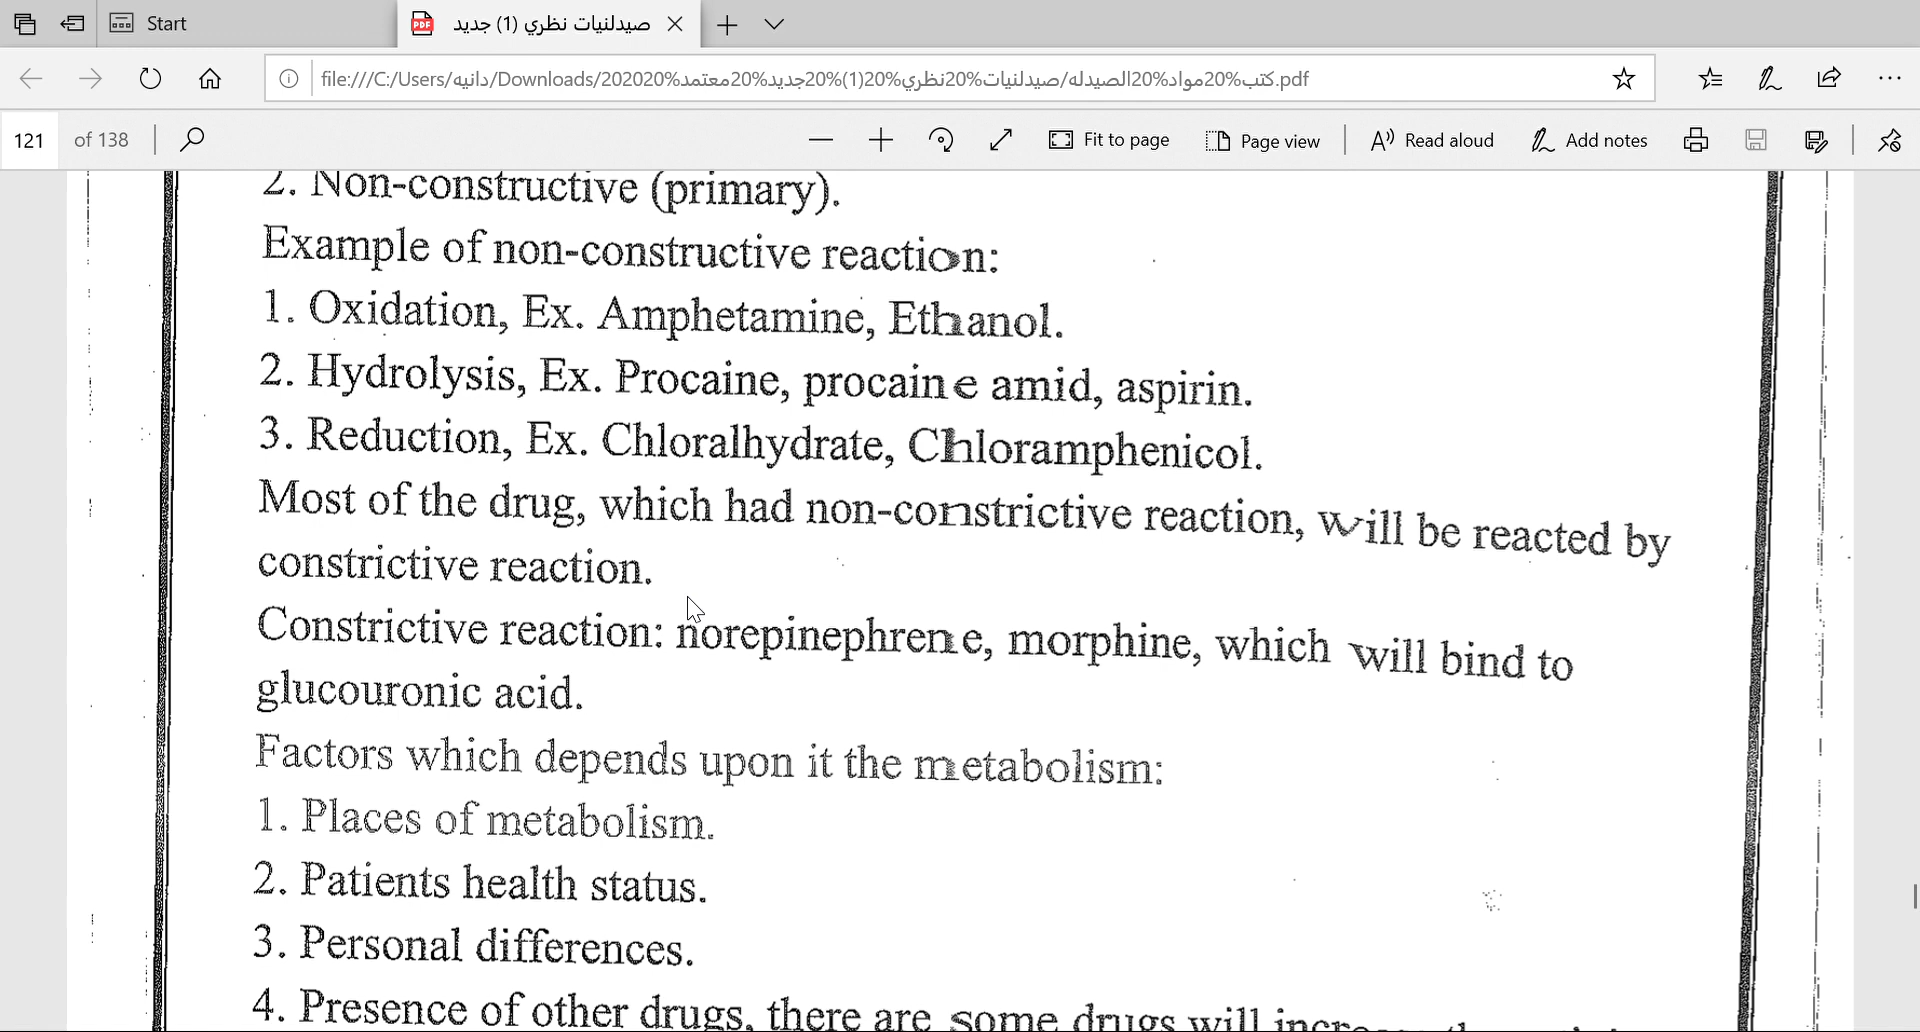 Start
صيدلنيات نظري (1) جديد
file:///C:/Users/دانيه/Downloads/202020%كتب%20مواد%20الصيدله/صيدلنيات%20نظري%20(1)%20جديد%20معتمد.pdf
121 of 138
Fit to page
Page view
Read aloud
Add notes
2. Non-constructive (primary).
Example of non-constructive reaction:
1. Oxidation, Ex. Amphetamine, Ethanol.
2. Hydrolysis, Ex. Procaine, procaine amid, aspirin.
3. Reduction, Ex. Chloralhydrate, Chloramphenicol.
Most of the drug, which had non-constrictive reaction, will be reacted by
constrictive reaction.
Constrictive reaction: norepinephrene, morphine, which will bind to
glucouronic acid.
Factors which depends upon it the metabolism:
1. Places of metabolism.
2. Patients health status.
3. Personal differences.
4. Presence of other drugs, there are some drugs will